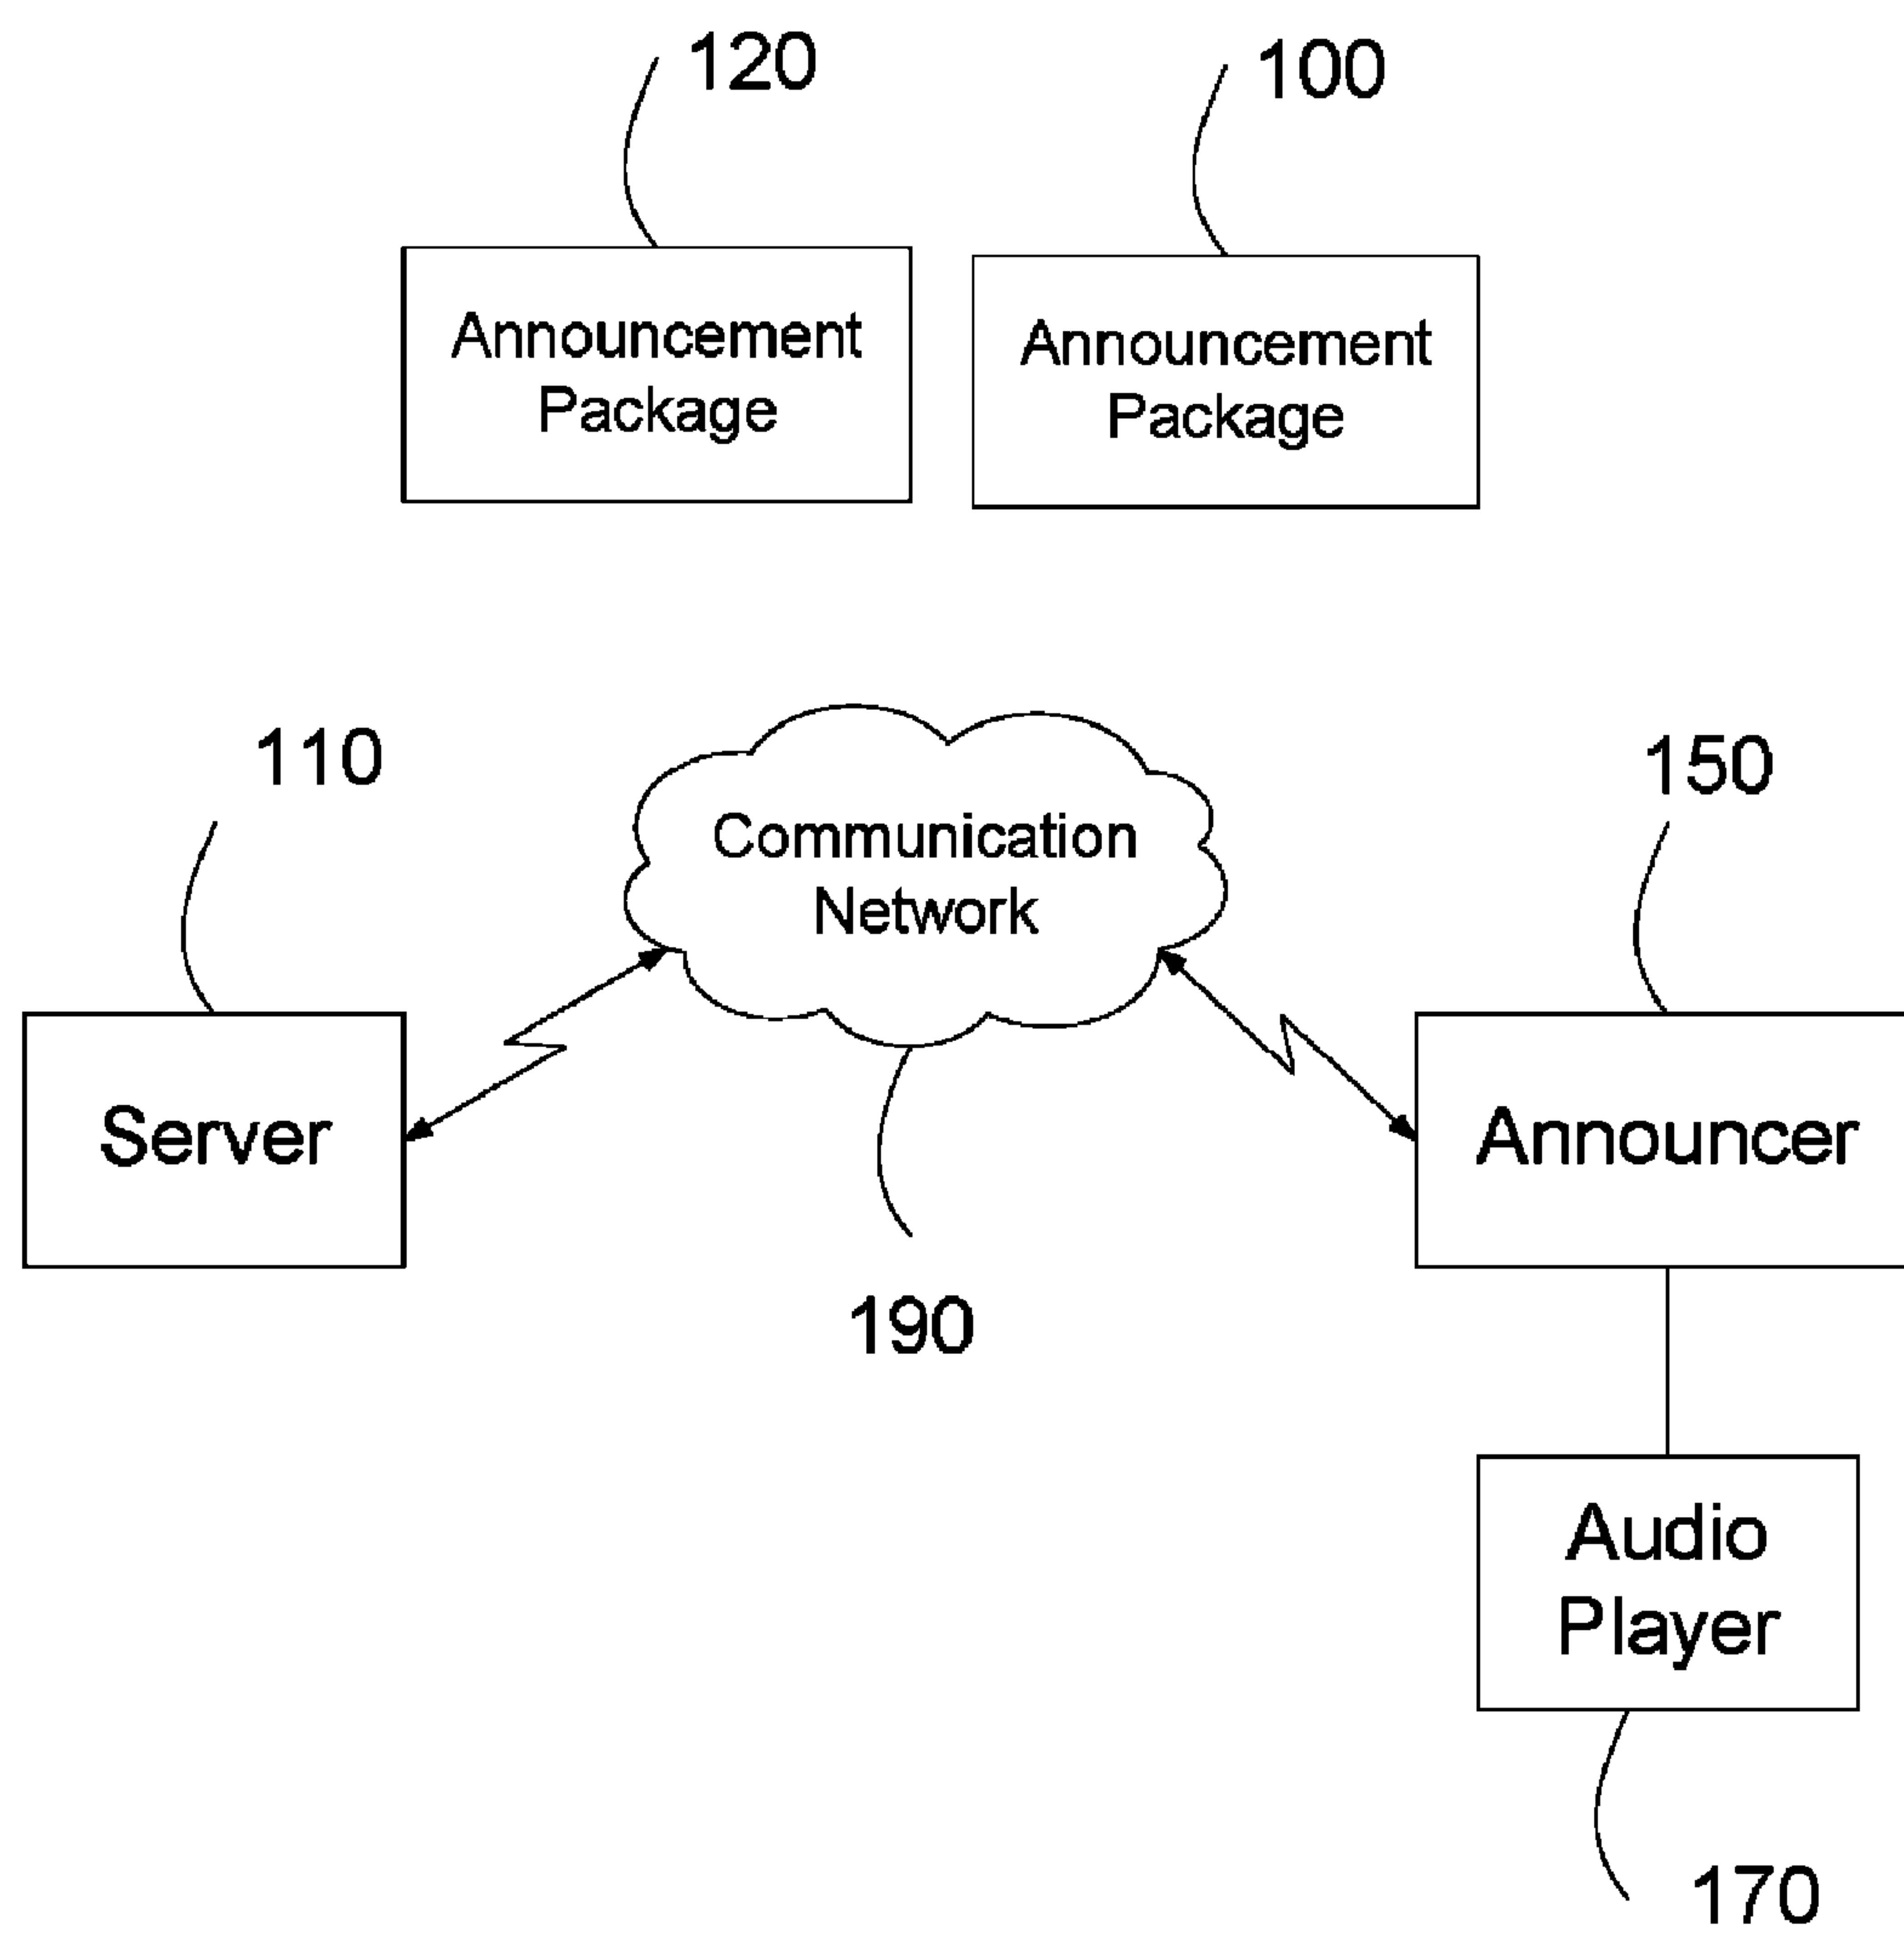 120
100
Announcement
Package
Announcement
Package
110
150
Communication
Network
Server
Announcer
190
Audio
Player
170